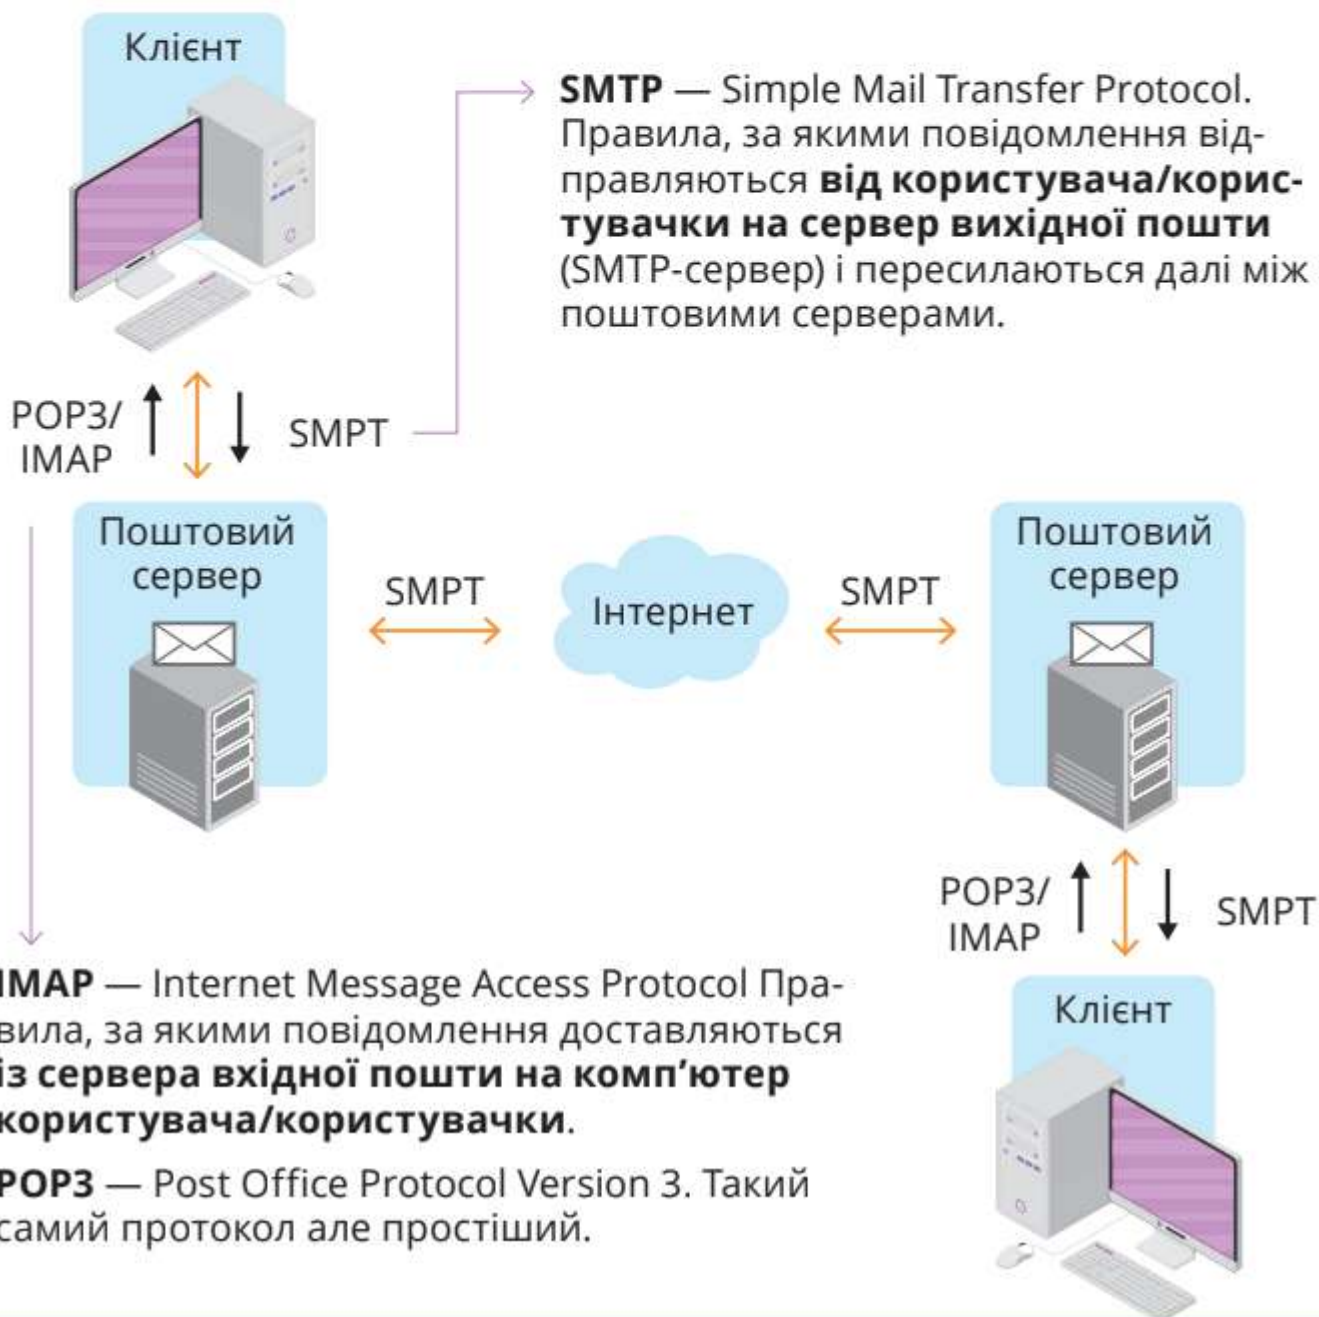 Клієнт
SMTP — Simple Mail Transfer Protocol.
Правила, за якими повідомлення від-
правляються від користувача/корис-
тувачки на сервер вихідної пошти
(SMTP-сервер) і пересилаються далі між
поштовими серверами.
POP3/
IMAP
SMPT
Поштовий
сервер
SMPT
Інтернет
SMPT
Поштовий
сервер
POP3/
IMAP
SMPT
Клієнт
IMAP — Internet Message Access Protocol Пра-
вила, за якими повідомлення доставляються
із сервера вхідної пошти на комп’ютер
користувача/користувачки.
POP3 — Post Office Protocol Version 3. Такий
самий протокол але простіший.